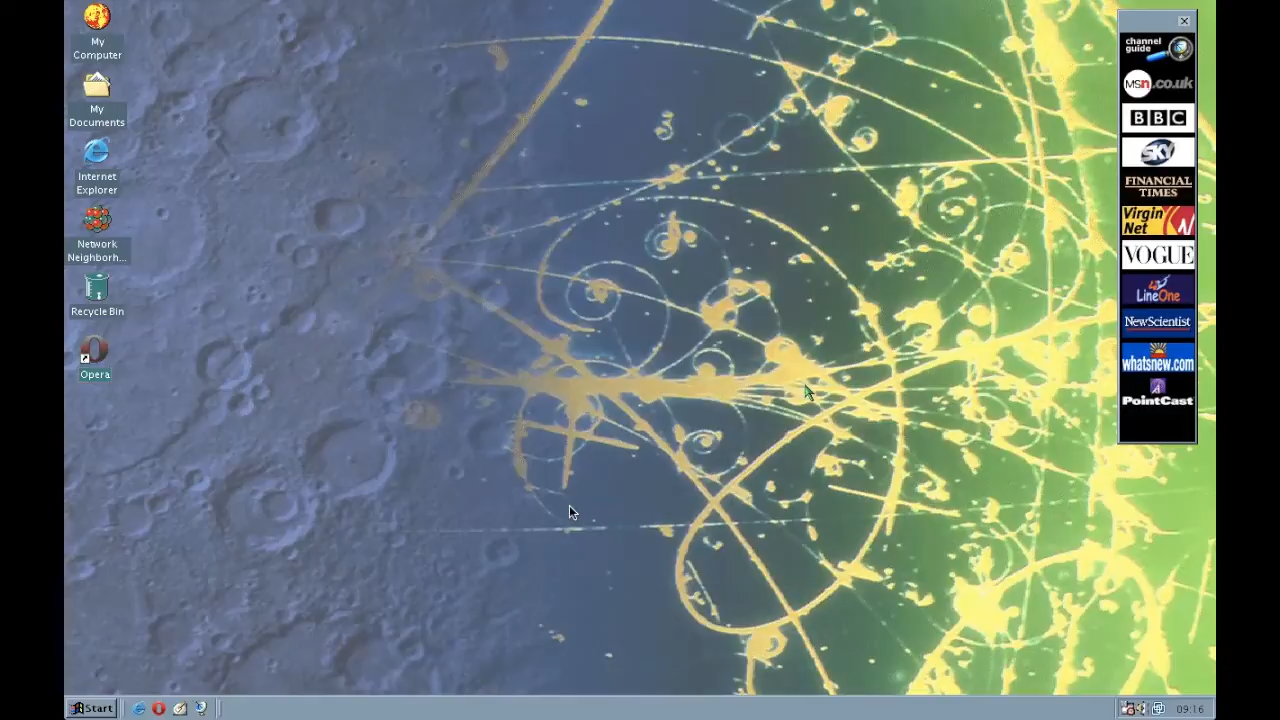 My
Computer
My
Documents
Internet
Explorer
Network
Neighborh...
Recycle Bin
Opera
channel
guide
msn.co.uk
BBC
SKY
FINANCIAL
TIMES
Virgin
Net
VOGUE
LineOne
NewScientist
whatsnew.com
PointCast
Start
09:16